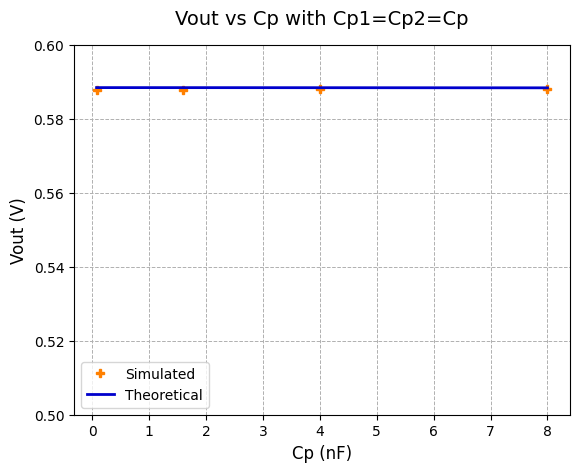 Vout vs Cp with Cp1=Cp2=Cp
0.60
0.58
0.56
0.54
0.52
0.50
Vout (V)
Simulated
Theoretical
0 1 2 3 4 5 6 7 8
Cp (nF)